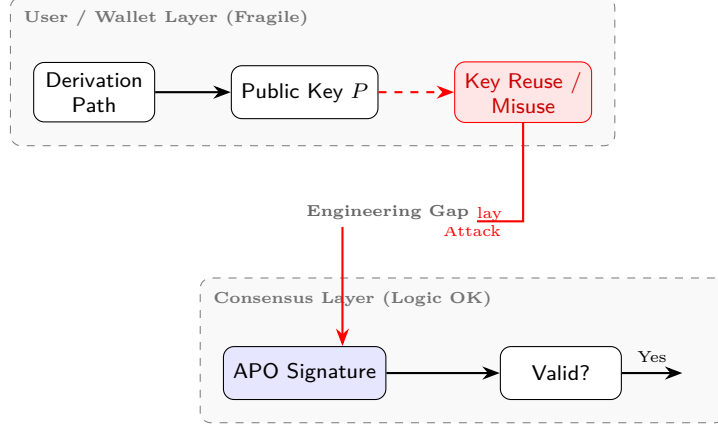 User / Wallet Layer (Fragile)
Derivation
Path
Public Key P
Key Reuse /
Misuse
Engineering Gap
lay
Attack
Consensus Layer (Logic OK)
APO Signature
Valid?
Yes